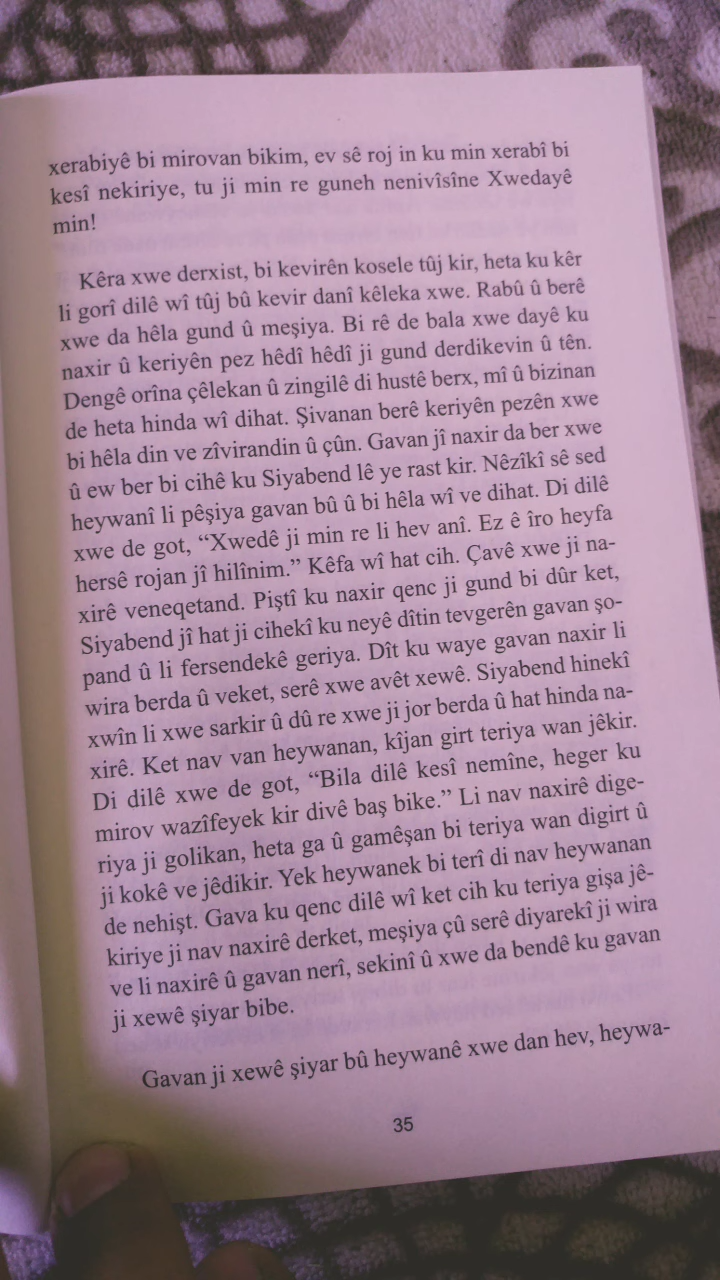 xerabiyê bi mirovan bikim, ev sê roj in ku min xerabî bi
kesî nekiriye, tu ji min re guneh nenivîsîne Xwedayê
min!
Kêra xwe derxist, bi kevirên kosele tûj kir, heta ku kêr
li gorî dilê wî tûj bû kevir danî kêleka xwe. Rabû û berê
xwe da hêla gund û meşiya. Bi rê de bala xwe dayê ku
naxir û keriyên pez hêdî hêdî ji gund derdikevin û tên.
Dengê orîna çêlekan û zingilê di hustê berx, mî û bizinan
de heta hinda wî dihat. Şivanan berê keriyên pezên xwe
bi hêla din ve zîvirandin û çûn. Gavan jî naxir da ber xwe
û ew ber bi cihê ku Siyabend lê ye rast kir. Nêzîkî sê sed
heywanî li pêşiya gavan bû û bi hêla wî ve dihat. Di dilê
xwe de got, “Xwedê ji min re li hev anî. Ez ê îro heyfa
hersê rojan jî hilînim.” Kêfa wî hat cih. Çavê xwe ji na-
xirê veneqetand. Piştî ku naxir qenc ji gund bi dûr ket,
Siyabend jî hat ji cihekî ku neyê dîtin tevgerên gavan şo-
pand û li fersendekê geriya. Dît ku waye gavan naxir li
wira berda û veket, serê xwe avêt xewê. Siyabend hinekî
xwîn li xwe sarkir û dû re xwe ji jor berda û hat hinda na-
xirê. Ket nav van heywanan, kîjan girt teriya wan jêkir.
Di dilê xwe de got, “Bila dilê kesî nemîne, heger ku
mirov wazîfeyek kir divê baş bike.” Li nav naxirê dige-
riya ji golikan, heta ga û gamêşan bi teriya wan digirt û
ji kokê ve jêdikir. Yek heywanek bi terî di nav heywanan
de nehişt. Gava ku qenc dilê wî ket cih ku teriya gişa jê-
kiriye ji nav naxirê derket, meşiya çû serê diyarekî ji wira
ve li naxirê û gavan nerî, sekinî û xwe da bendê ku gavan
ji xewê şiyar bibe.
Gavan ji xewê şiyar bû heywanê xwe dan hev, heywa-
35